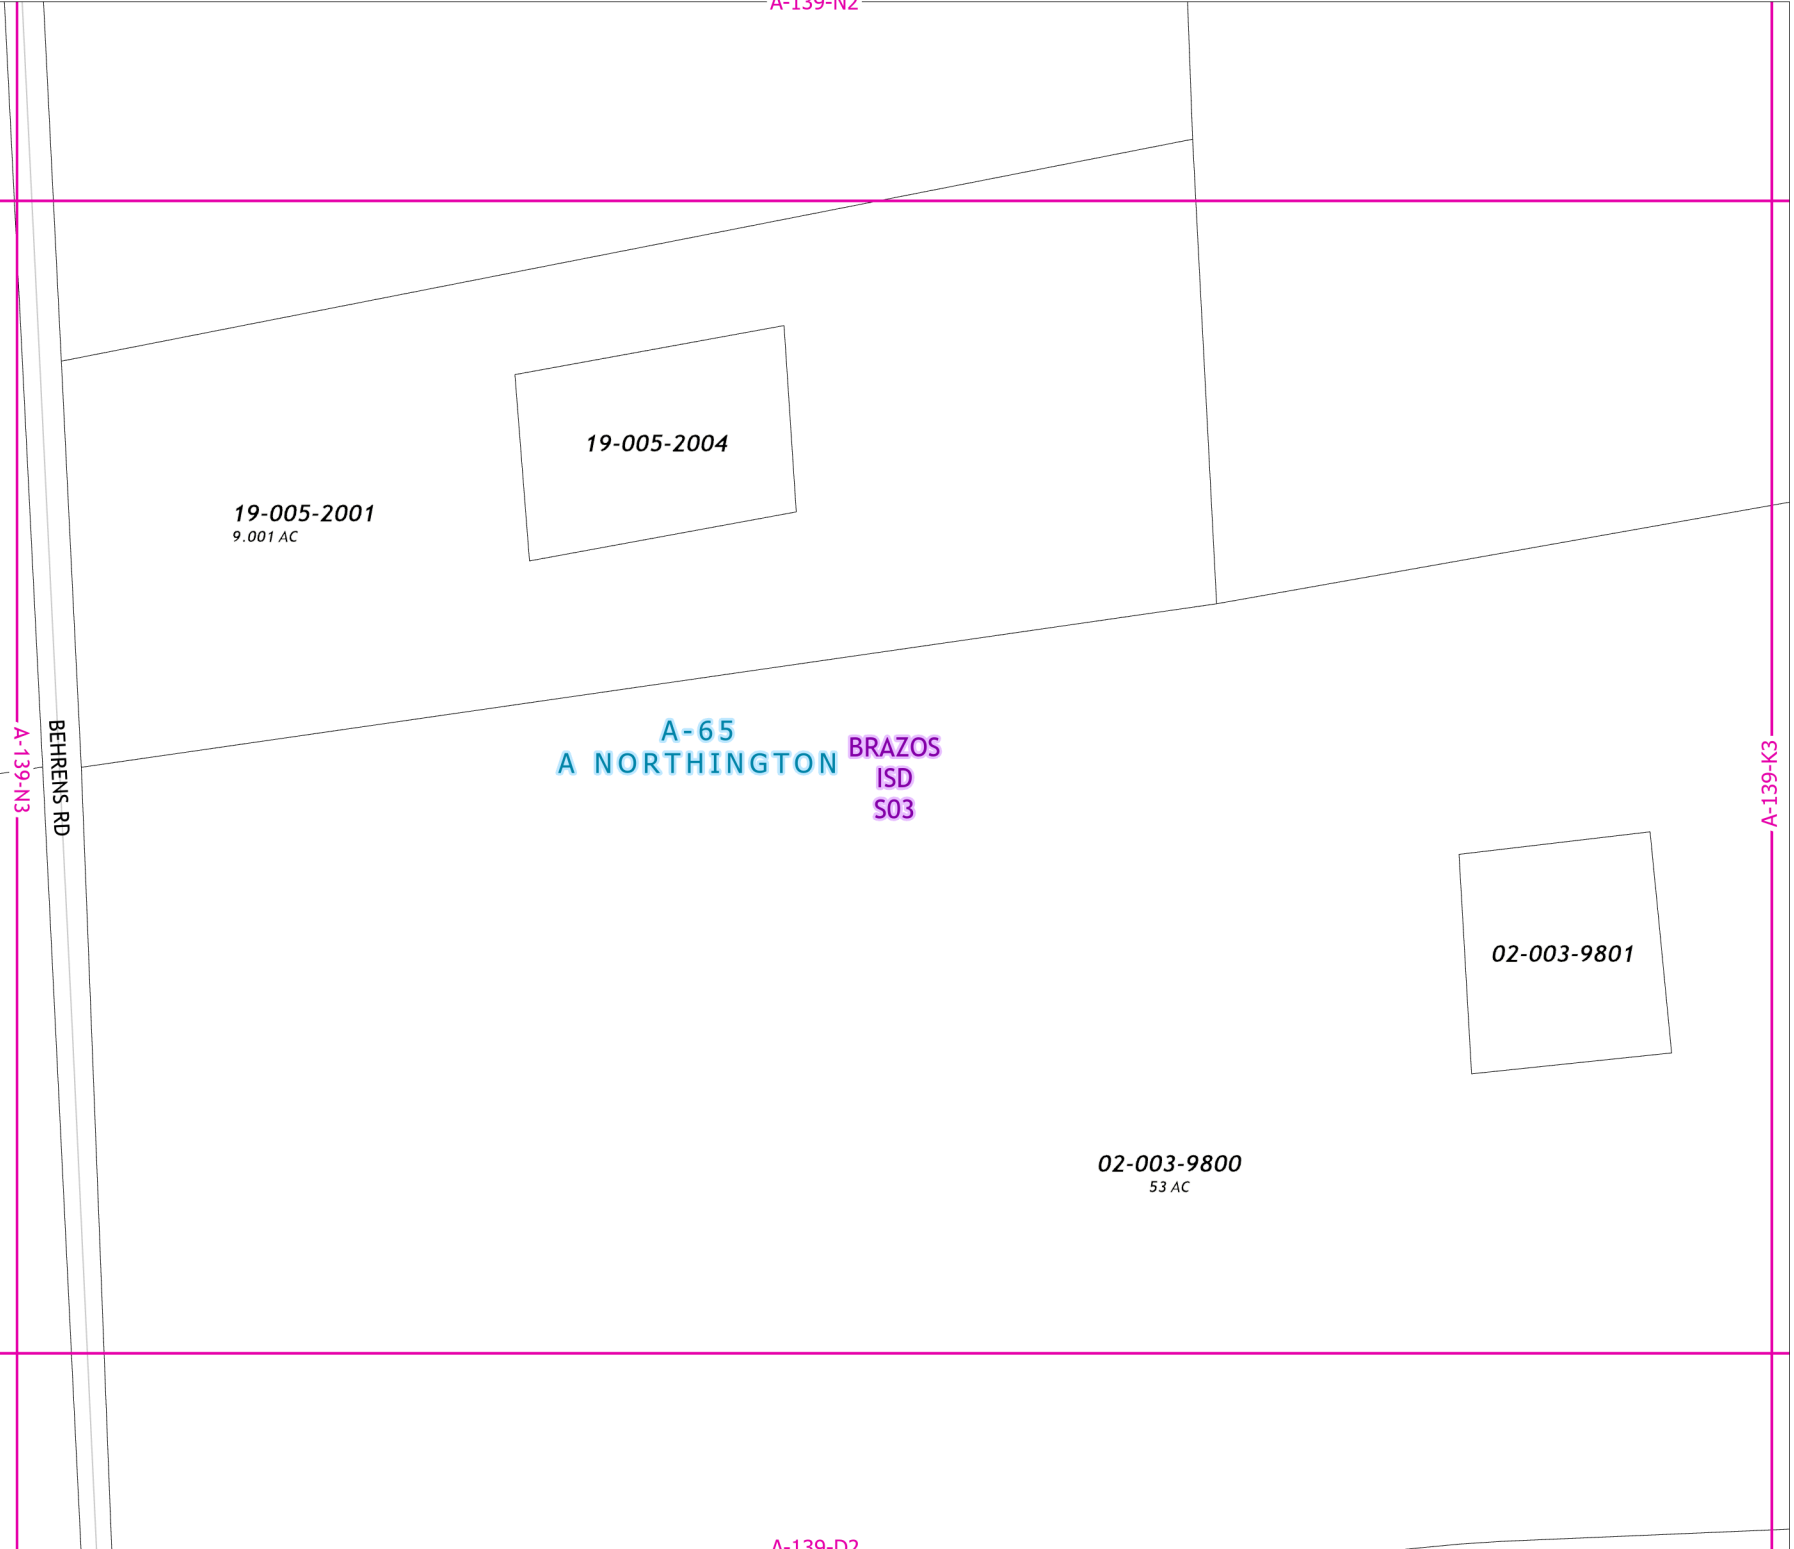 A-139-N2
19-005-2004
19-005-2001
9.001 AC
A-65
A NORTHINGTON
BRAZOS
ISD
S03
A-139-N3
BEHRENS RD
A-139-K3
02-003-9801
02-003-9800
53 AC
A-139-D2